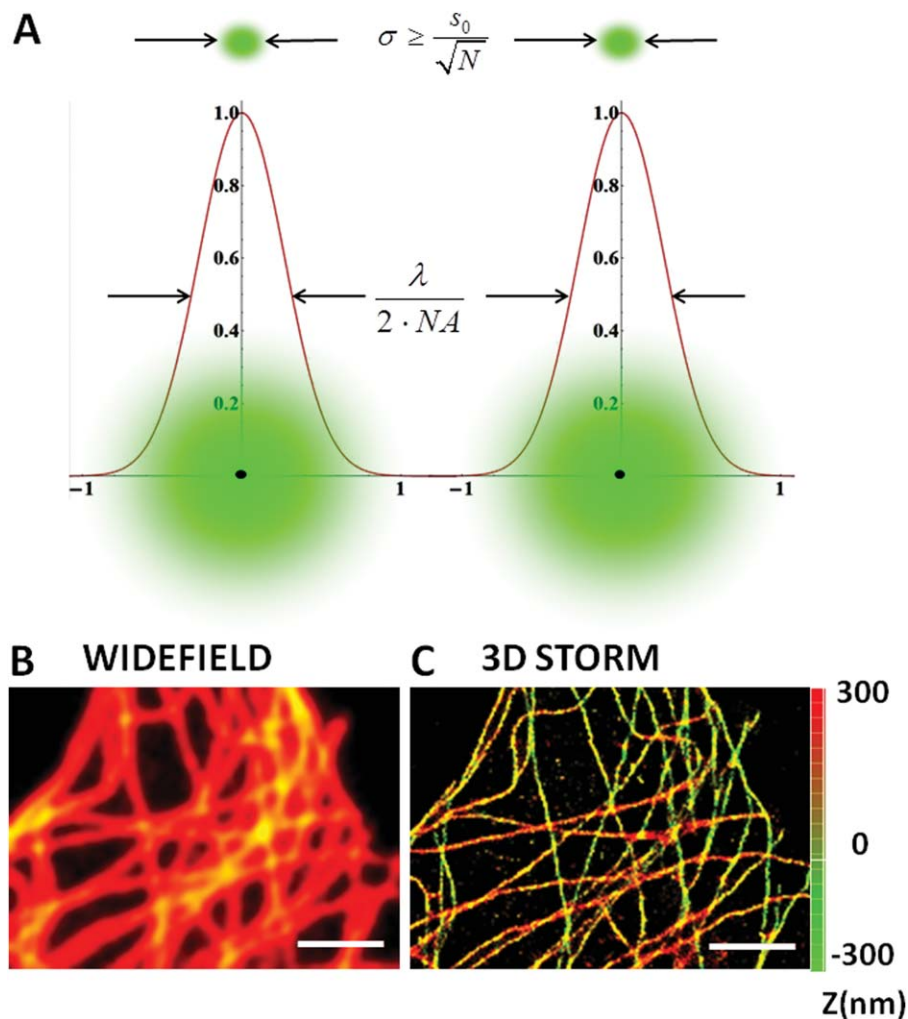 A
σ ≥ s₀/√N
1.0 1.0
0.8 0.8
0.6 0.6
λ/(2 · NA)
0.4 0.4
0.2 0.2
−1 1 −1 1
B WIDEFIELD C 3D STORM
300
0
-300
Z(nm)